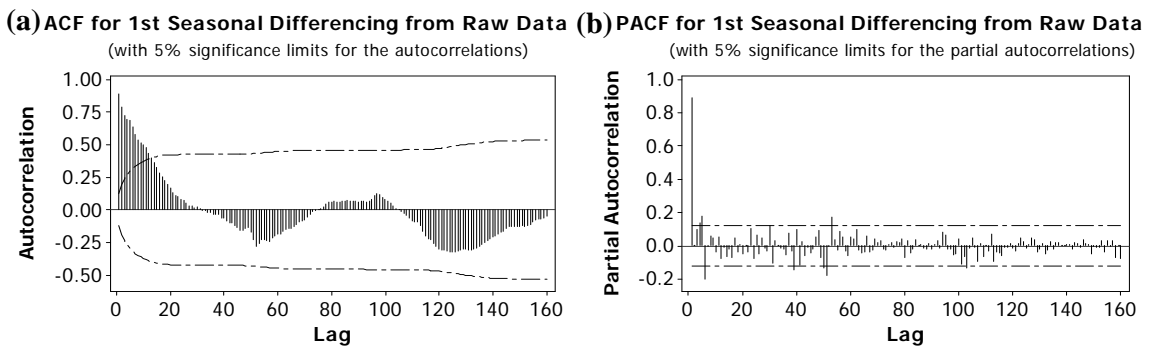 (a) ACF for 1st Seasonal Differencing from Raw Data
(with 5% significance limits for the autocorrelations)
1.00
0.75
0.50
0.25
0.00
-0.25
-0.50
Autocorrelation
0 20 40 60 80 100 120 140 160
Lag
(b) PACF for 1st Seasonal Differencing from Raw Data
(with 5% significance limits for the partial autocorrelations)
1.0
0.8
0.6
0.4
0.2
0.0
-0.2
Partial Autocorrelation
0 20 40 60 80 100 120 140 160
Lag